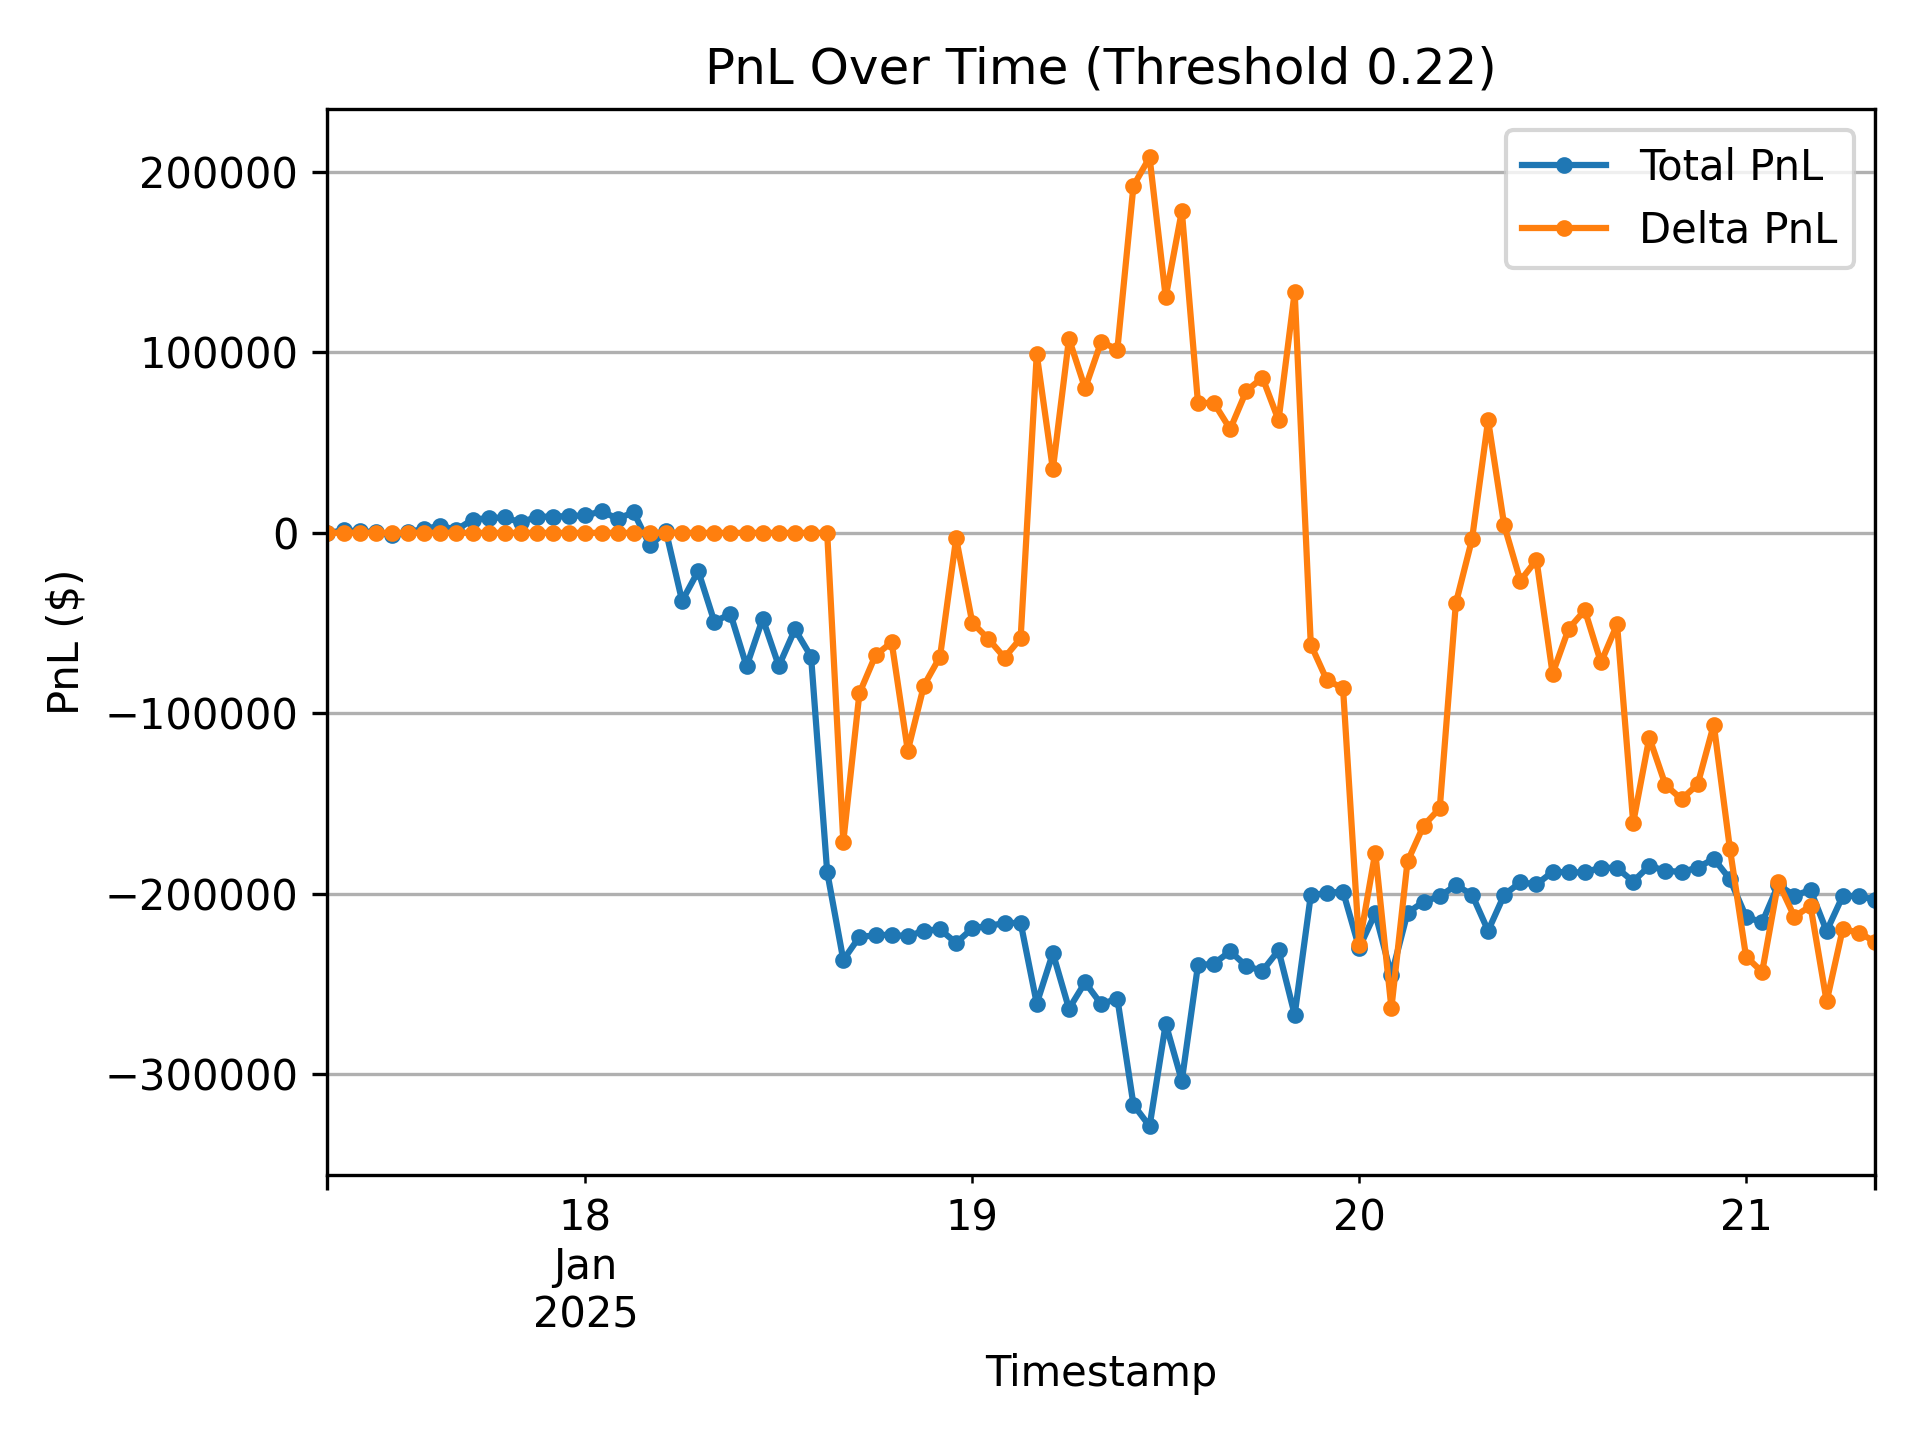 PnL Over Time (Threshold 0.22)
Total PnL
Delta PnL
200000
100000
0
−100000
−200000
−300000
PnL ($)
18
19
20
21
Jan
2025
Timestamp